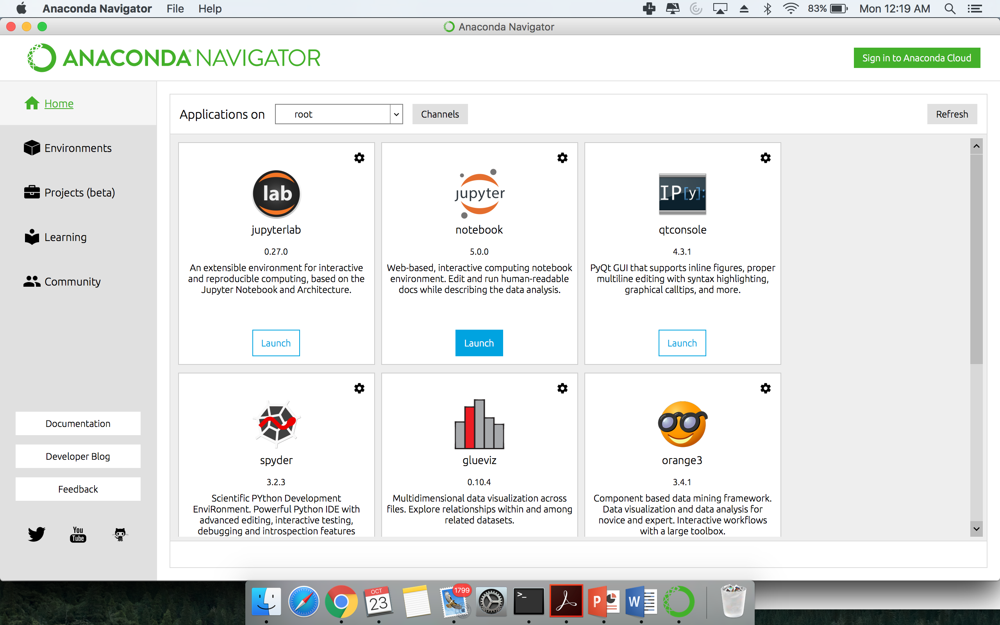 Anaconda Navigator File Help 83% Mon 12:19 AM
Anaconda Navigator
ANACONDA® NAVIGATOR
Sign in to Anaconda Cloud
Home
Environments
Projects (beta)
Learning
Community
Documentation
Developer Blog
Feedback
You
Tube
Applications on root Channels Refresh
lab
jupyterlab
0.27.0
An extensible environment for interactive
and reproducible computing, based on the
Jupyter Notebook and Architecture.
Launch
jupyter
notebook
5.0.0
Web-based, interactive computing notebook
environment. Edit and run human-readable
docs while describing the data analysis.
Launch
IP[y]:
qtconsole
4.3.1
PyQt GUI that supports inline figures, proper
multiline editing with syntax highlighting,
graphical calltips, and more.
Launch
spyder
3.2.3
Scientific PYthon Development
EnviRonment. Powerful Python IDE with
advanced editing, interactive testing,
debugging and introspection features
glueviz
0.10.4
Multidimensional data visualization across
files. Explore relationships within and among
related datasets.
orange3
3.4.1
Component based data mining framework.
Data visualization and data analysis for
novice and expert. Interactive workflows
with a large toolbox.
OCT
23
1799
>_
P
W